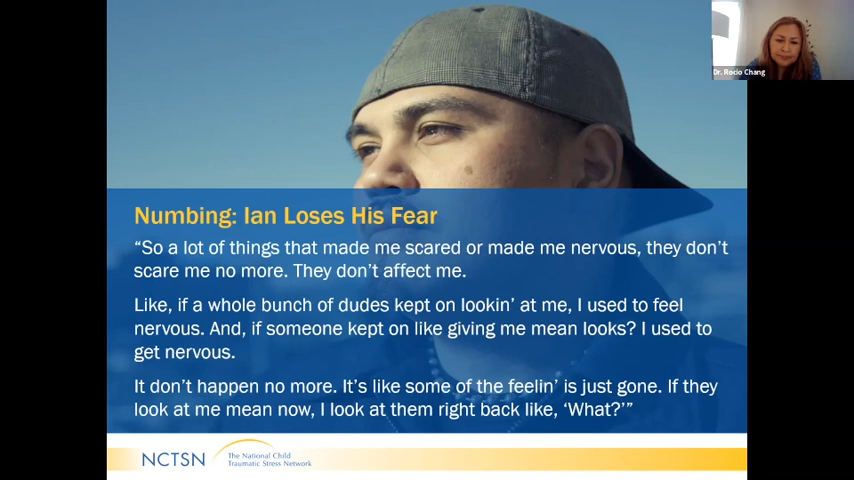 Dr. Rocio Chang
Numbing: Ian Loses His Fear
“So a lot of things that made me scared or made me nervous, they don’t
scare me no more. They don’t affect me.
Like, if a whole bunch of dudes kept on lookin’ at me, I used to feel
nervous. And, if someone kept on like giving me mean looks? I used to
get nervous.
It don’t happen no more. It’s like some of the feelin’ is just gone. If they
look at me mean now, I look at them right back like, ‘What?’”
NCTSN
The National Child
Traumatic Stress Network